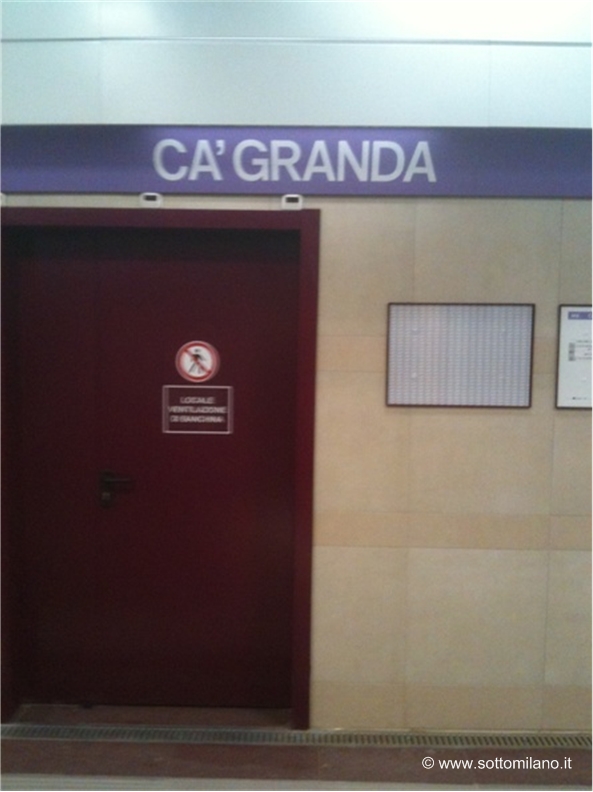 CA' GRANDA
LOCALE
VENTILAZIONE
DI BANCHINA
© www.sottomilano.it